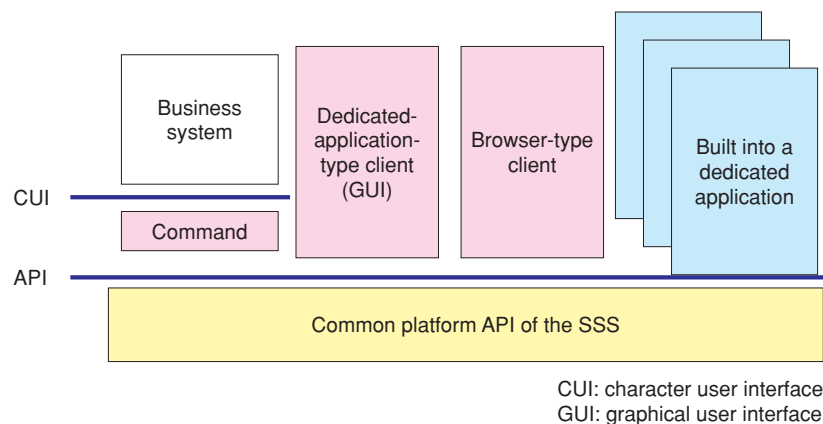 Business
system
Dedicated-
application-
type client
(GUI)
Browser-type
client
Built into a
dedicated
application
CUI
Command
API
Common platform API of the SSS
CUI: character user interface
GUI: graphical user interface